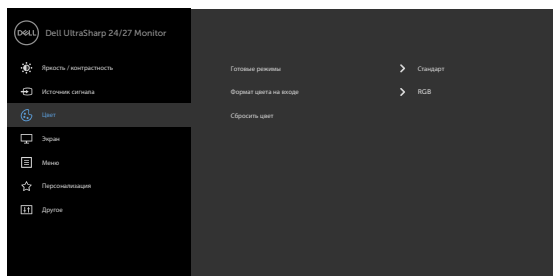 DELL Dell UltraSharp 24/27 Monitor
Яркость / контрастность
Источник сигнала
Цвет
Экран
Меню
Персонализация
Другое
Готовые режимы Стандарт
Формат цвета на входе RGB
Сбросить цвет